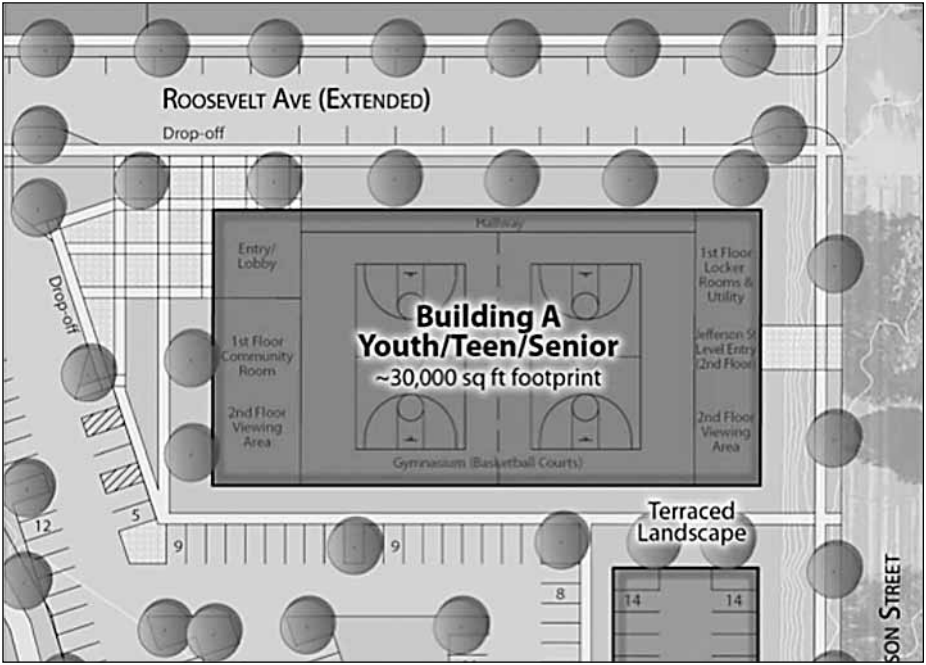 ROOSEVELT AVE (EXTENDED)
Drop-off
Drop-off
Hallway
Entry/
Lobby
1st Floor
Community
Room
2nd Floor
Viewing
Area
Building A
Youth/Teen/Senior
~30,000 sq ft footprint
Gymnasium (Basketball Courts)
1st Floor
Locker
Rooms &
Utility
Jefferson St
Level Entry
(2nd Floor)
2nd Floor
Viewing
Area
Terraced
Landscape
12
5
9
9
8
14
14
SON STREET